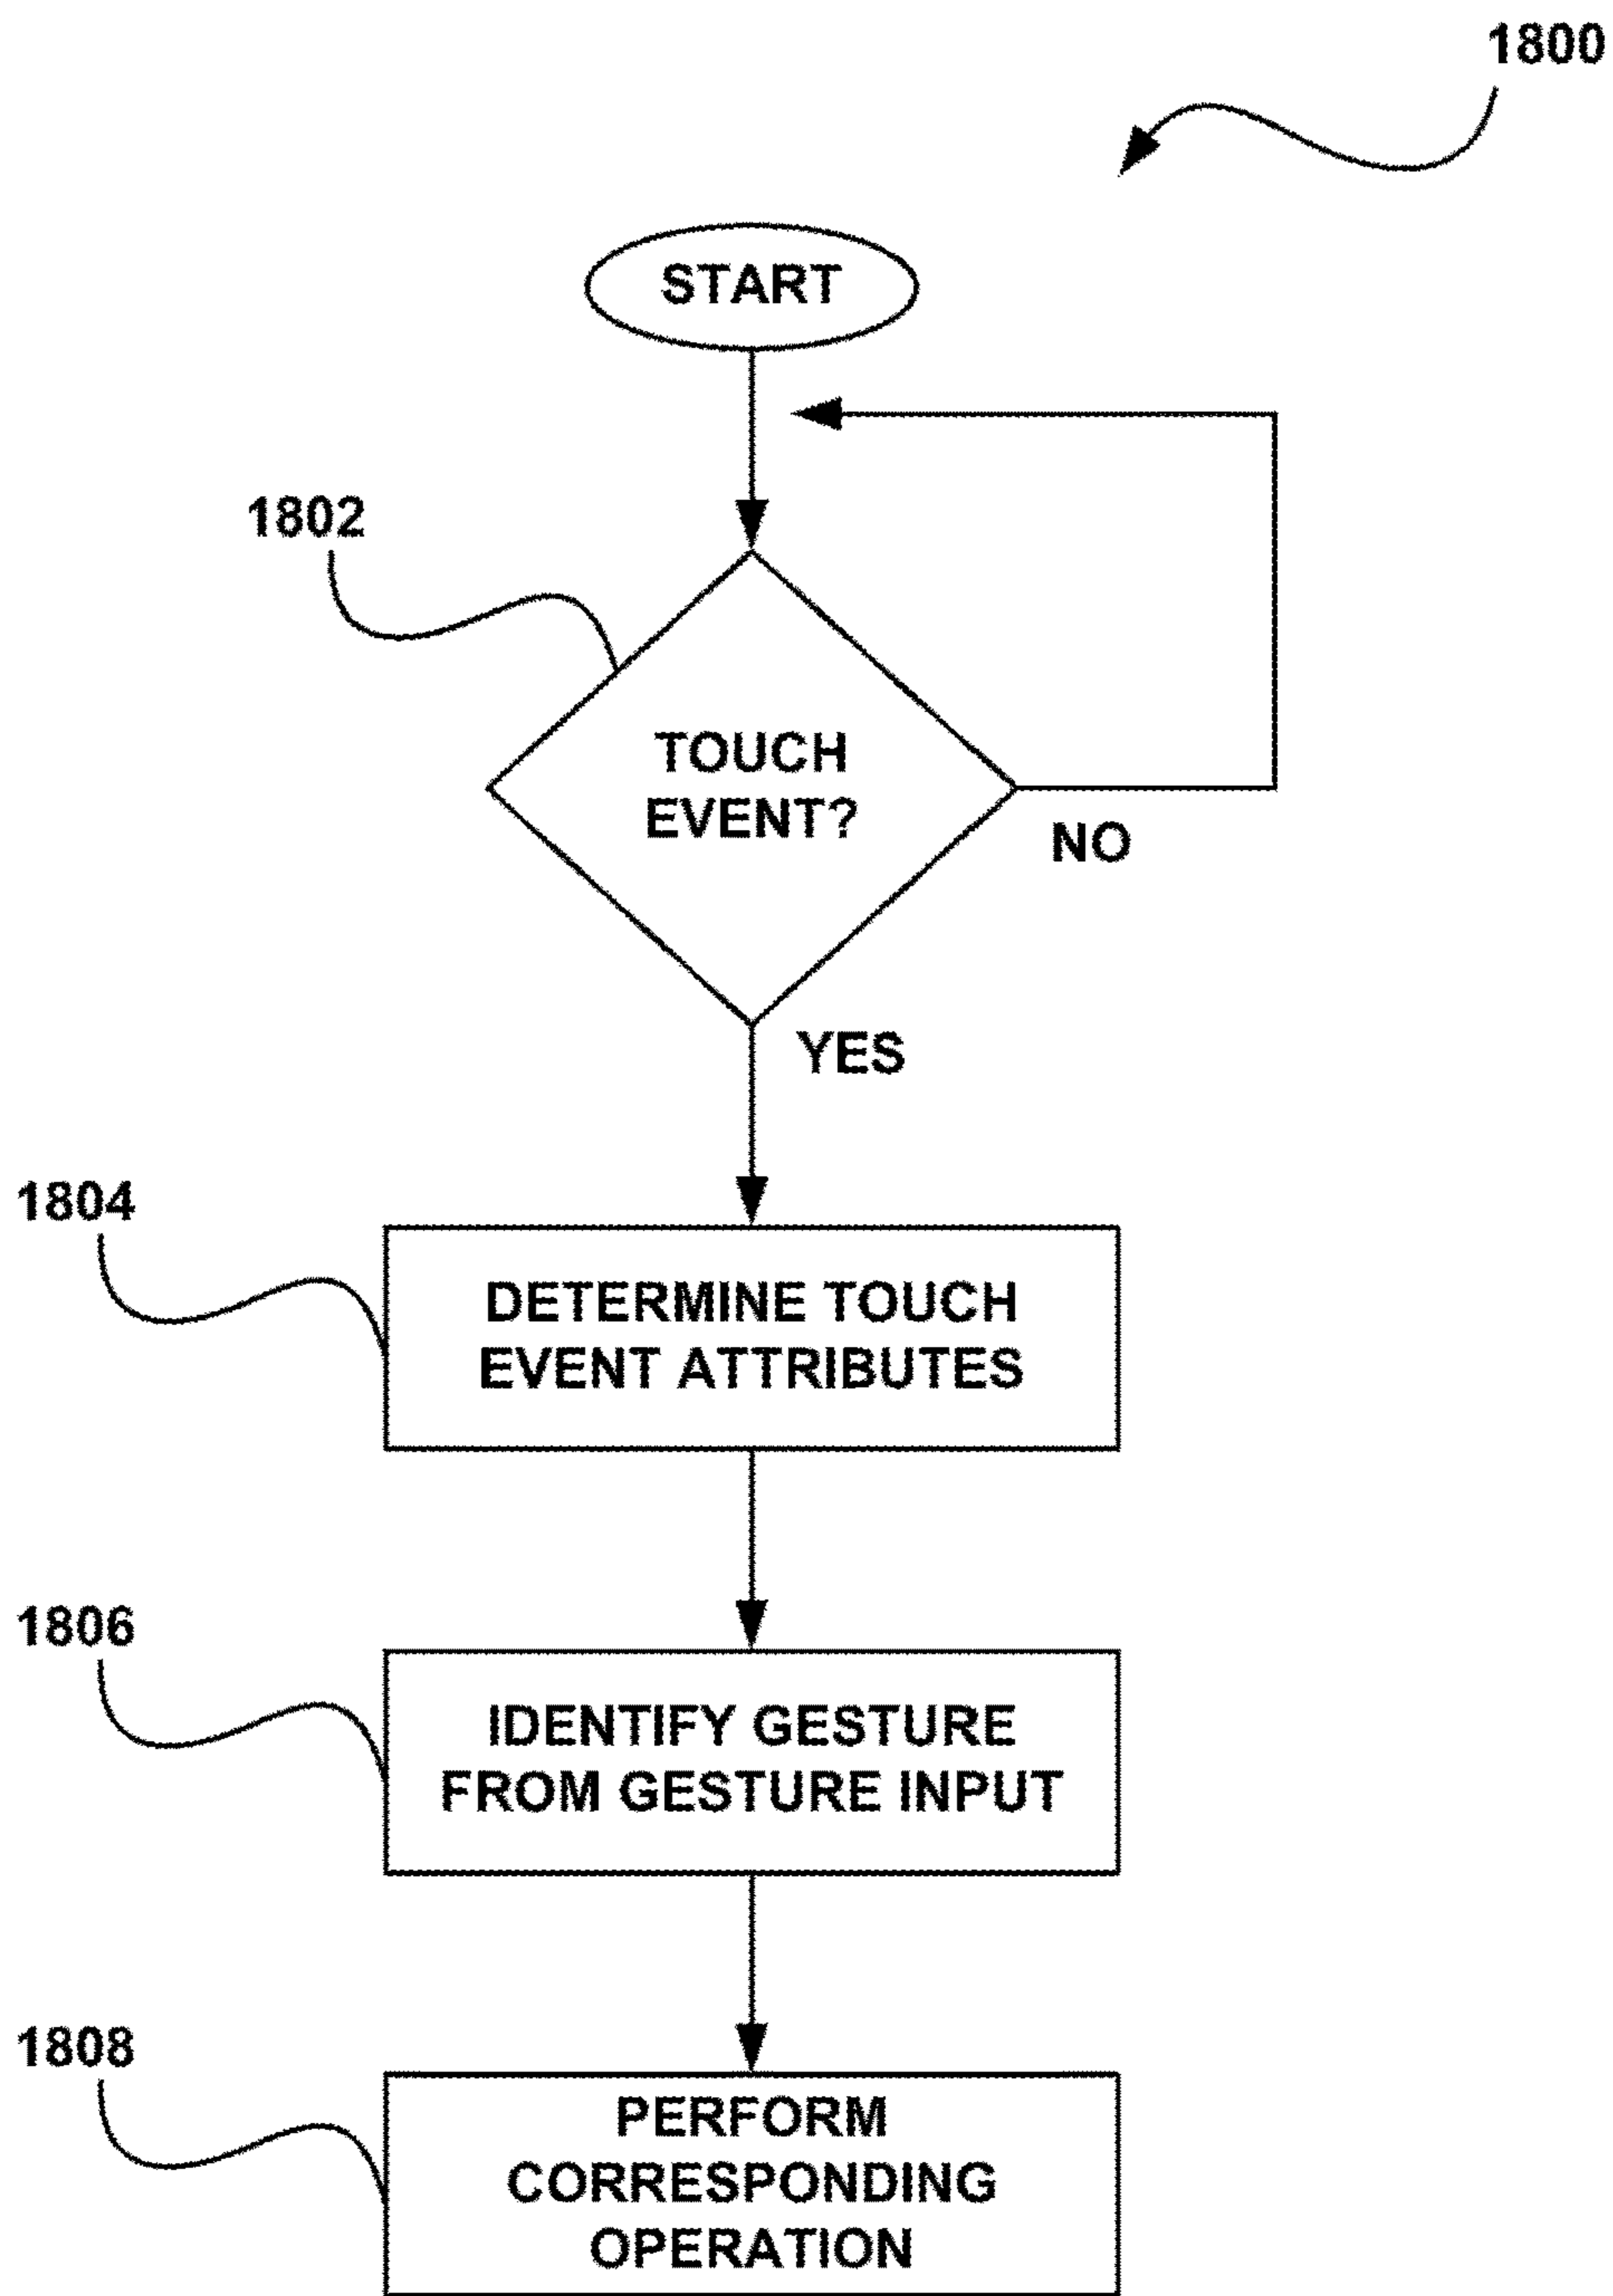 1800
START
1802
TOUCH
EVENT?
NO
YES
1804
DETERMINE TOUCH
EVENT ATTRIBUTES
1806
IDENTIFY GESTURE
FROM GESTURE INPUT
1808
PERFORM
CORRESPONDING
OPERATION